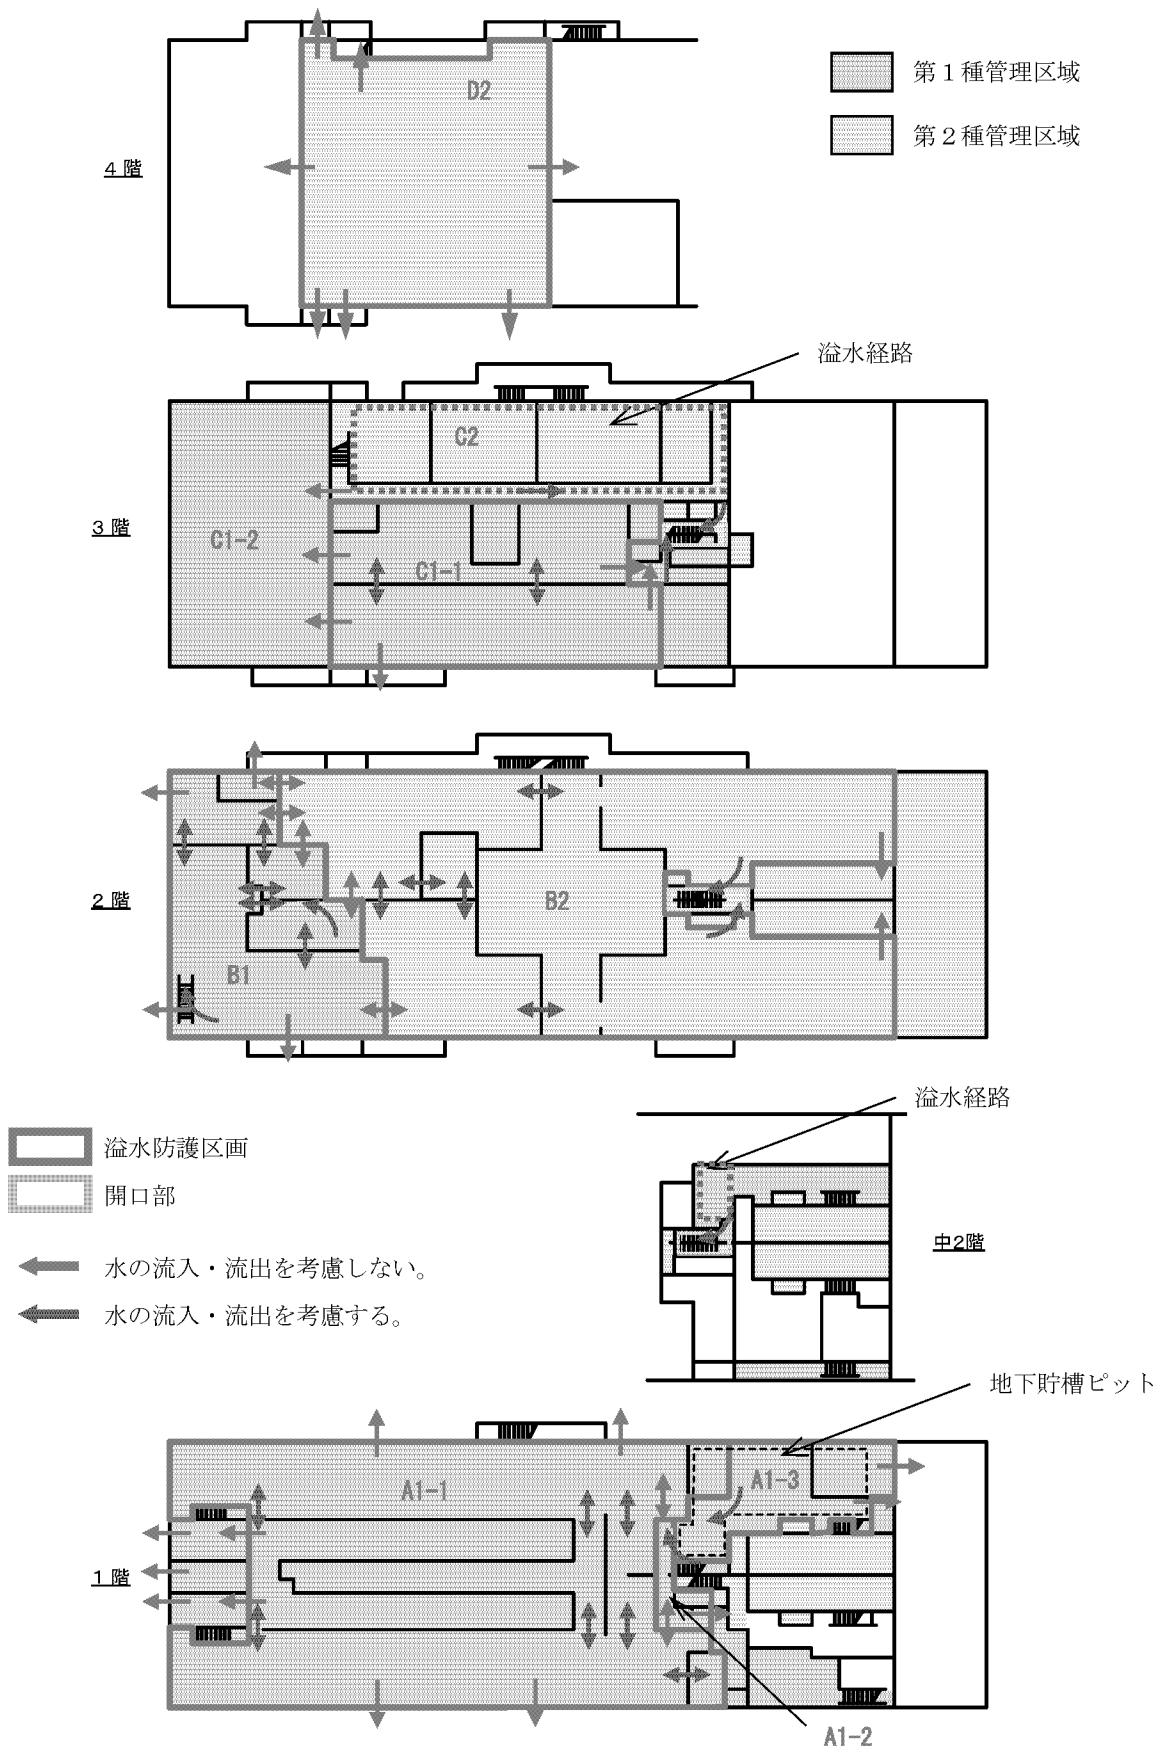 第１種管理区域
D2
第２種管理区域
４階
溢水経路
C2
３階
C1-2
C1-1
２階
B2
B1
溢水経路
溢水防護区画
開口部
中2階
水の流入・流出を考慮しない。
水の流入・流出を考慮する。
地下貯槽ピット
A1-1
A1-3
１階
A1-2